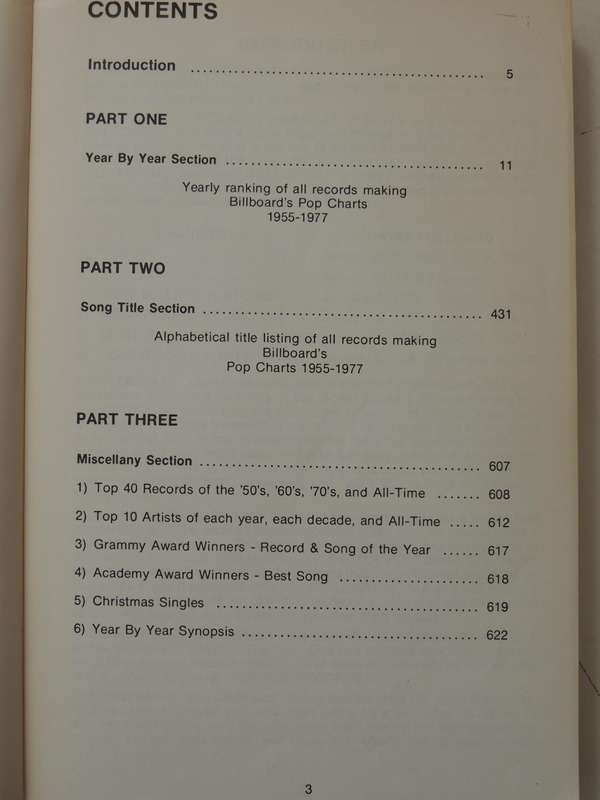 CONTENTS
Introduction ............................................... 5
PART ONE
Year By Year Section ......................................... 11
Yearly ranking of all records making
Billboard's Pop Charts
1955-1977
PART TWO
Song Title Section ............................................. 431
Alphabetical title listing of all records making
Billboard's
Pop Charts 1955-1977
PART THREE
Miscellany Section ............................................. 607
1) Top 40 Records of the '50's, '60's, '70's, and All-Time ....... 608
2) Top 10 Artists of each year, each decade, and All-Time ..... 612
3) Grammy Award Winners - Record & Song of the Year ...... 617
4) Academy Award Winners - Best Song ...................... 618
5) Christmas Singles .......................................... 619
6) Year By Year Synopsis ...................................... 622
3